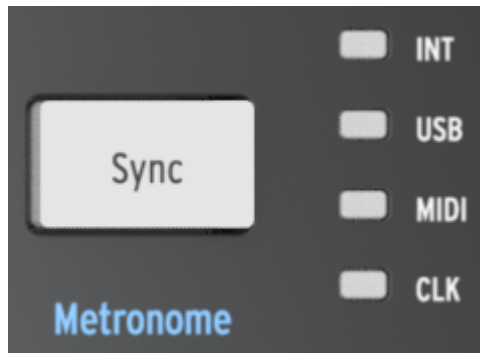 Sync
Metronome
INT
USB
MIDI
CLK